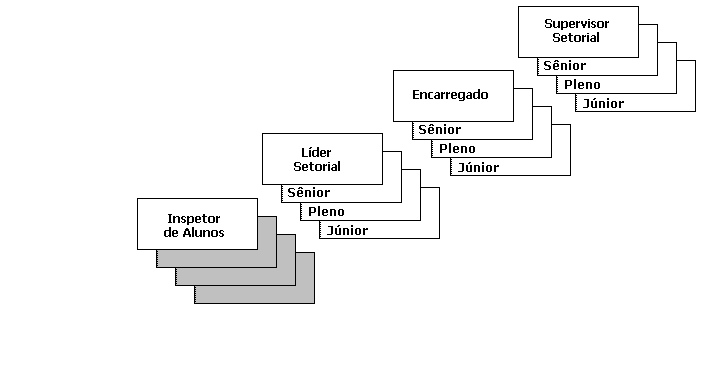 Supervisor
Setorial
Sênior
Pleno
Júnior
Encarregado
Sênior
Pleno
Júnior
Líder
Setorial
Sênior
Pleno
Júnior
Inspetor
de Alunos